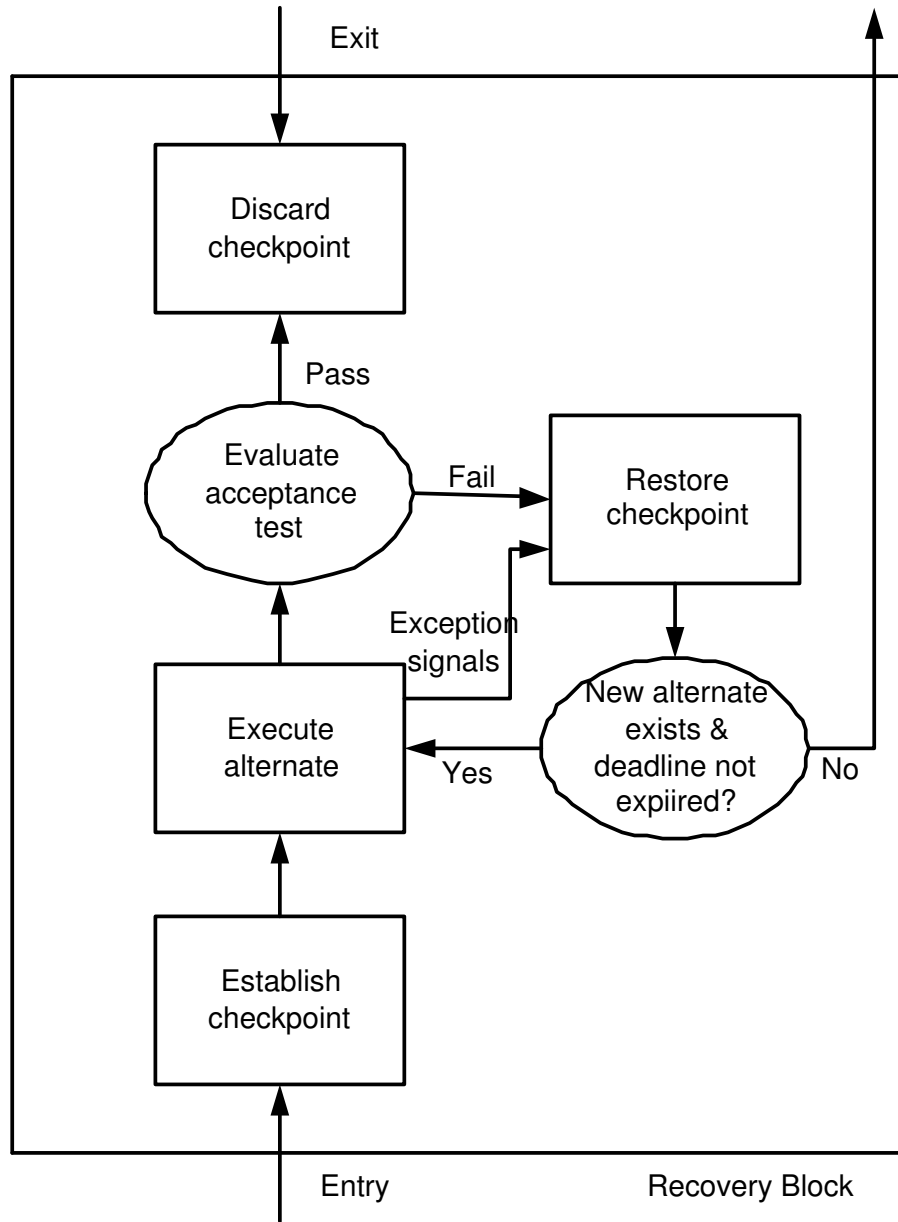 Exit
Discard
checkpoint
Pass
Evaluate
acceptance
test
Fail
Restore
checkpoint
Exception
signals
Execute
alternate
Yes
New alternate
exists &
deadline not
expiired?
No
Establish
checkpoint
Entry
Recovery Block